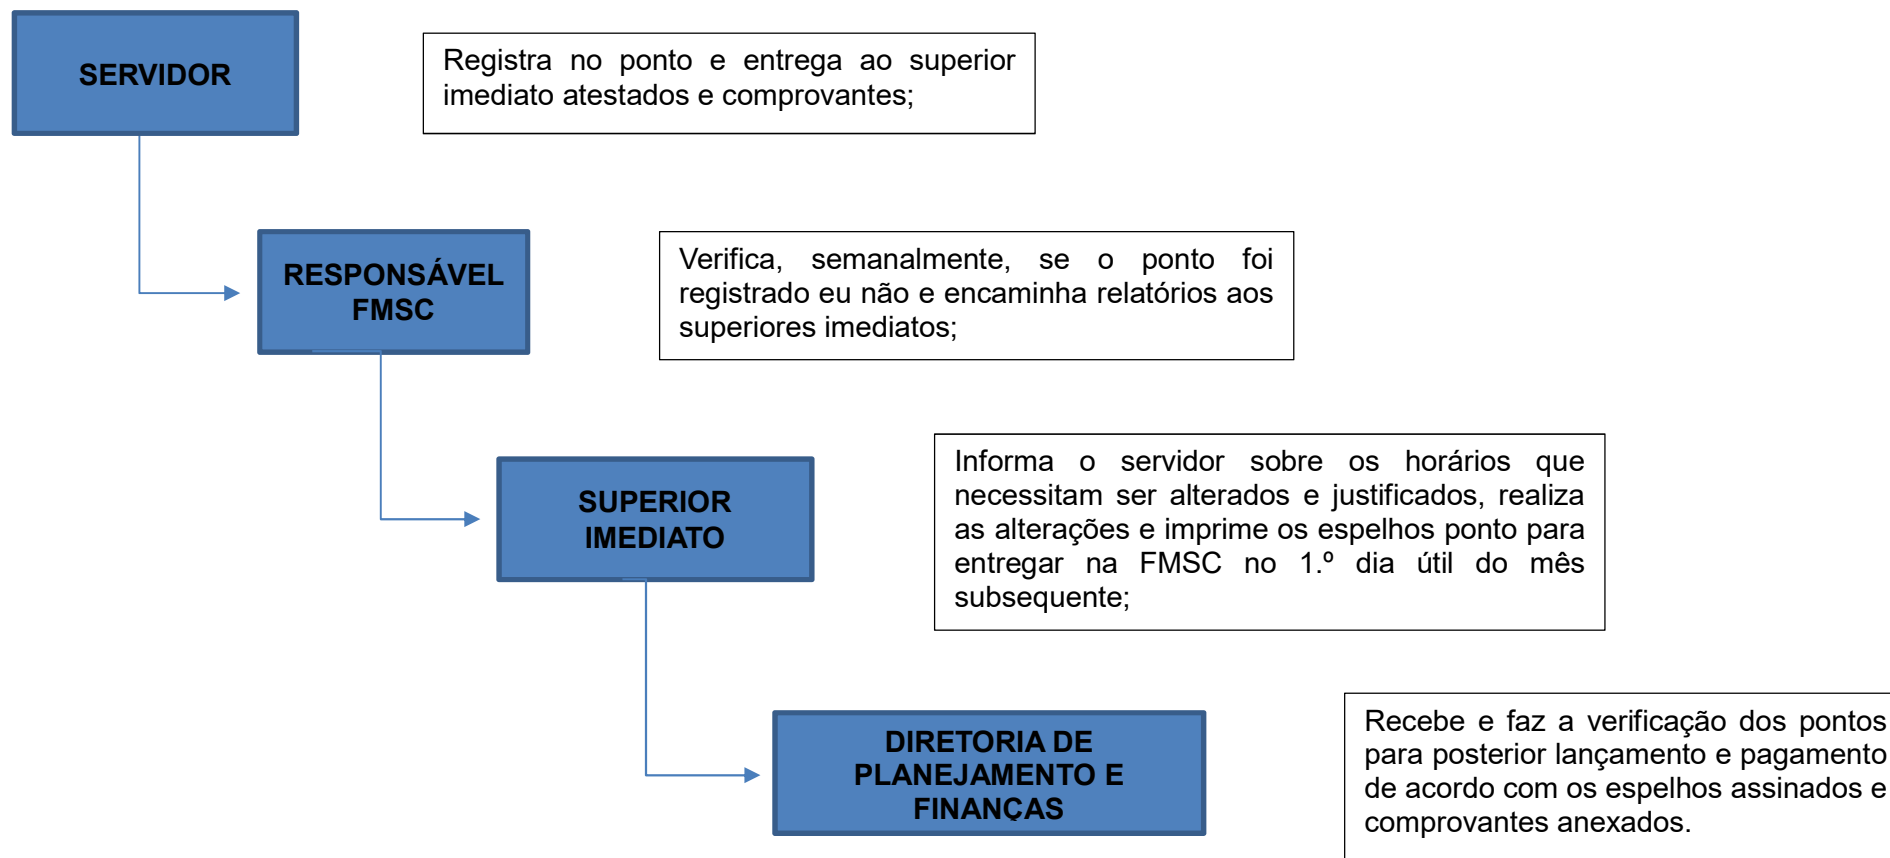 SERVIDOR
Registra no ponto e entrega ao superior
imediato atestados e comprovantes;
RESPONSÁVEL
FMSC
Verifica, semanalmente, se o ponto foi
registrado eu não e encaminha relatórios aos
superiores imediatos;
SUPERIOR
IMEDIATO
Informa o servidor sobre os horários que
necessitam ser alterados e justificados, realiza
as alterações e imprime os espelhos ponto para
entregar na FMSC no 1.º dia útil do mês
subsequente;
DIRETORIA DE
PLANEJAMENTO E
FINANÇAS
Recebe e faz a verificação dos pontos
para posterior lançamento e pagamento
de acordo com os espelhos assinados e
comprovantes anexados.